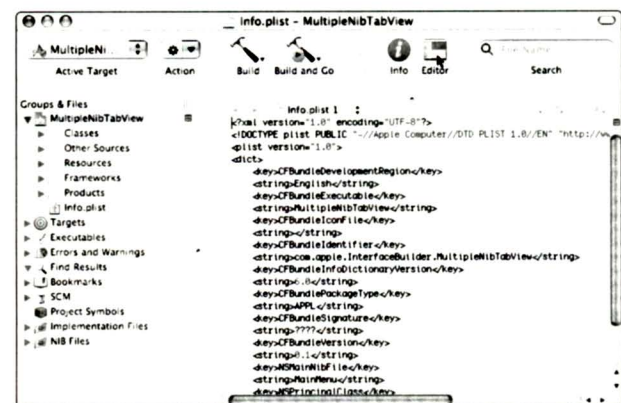 Info.plist - MultipleNibTabView
MultipleNi...
Active Target
Action
Build
Build and Go
Info
Editor
File Name
Search
Groups & Files
MultipleNibTabView
Classes
Other Sources
Resources
Frameworks
Products
Info.plist
Targets
Executables
Errors and Warnings
Find Results
Bookmarks
SCM
Project Symbols
Implementation Files
NIB Files
Info.plist 1
<?xml version="1.0" encoding="UTF-8"?>
<!DOCTYPE plist PUBLIC "-//Apple Computer//DTD PLIST 1.0//EN" "http://ww
<plist version="1.0">
<dict>
<key>CFBundleDevelopmentRegion</key>
<string>English</string>
<key>CFBundleExecutable</key>
<string>MultipleNibTabView</string>
<key>CFBundleIconFile</key>
<string></string>
<key>CFBundleIdentifier</key>
<string>com.apple.InterfaceBuilder.MultipleNibTabView</string>
<key>CFBundleInfoDictionaryVersion</key>
<string>6.0</string>
<key>CFBundlePackageType</key>
<string>APPL</string>
<key>CFBundleSignature</key>
<string>????</string>
<key>CFBundleVersion</key>
<string>0.1</string>
<key>NSMainNibFile</key>
<string>MainMenu</string>
<key>NSPrincipalClass</key>